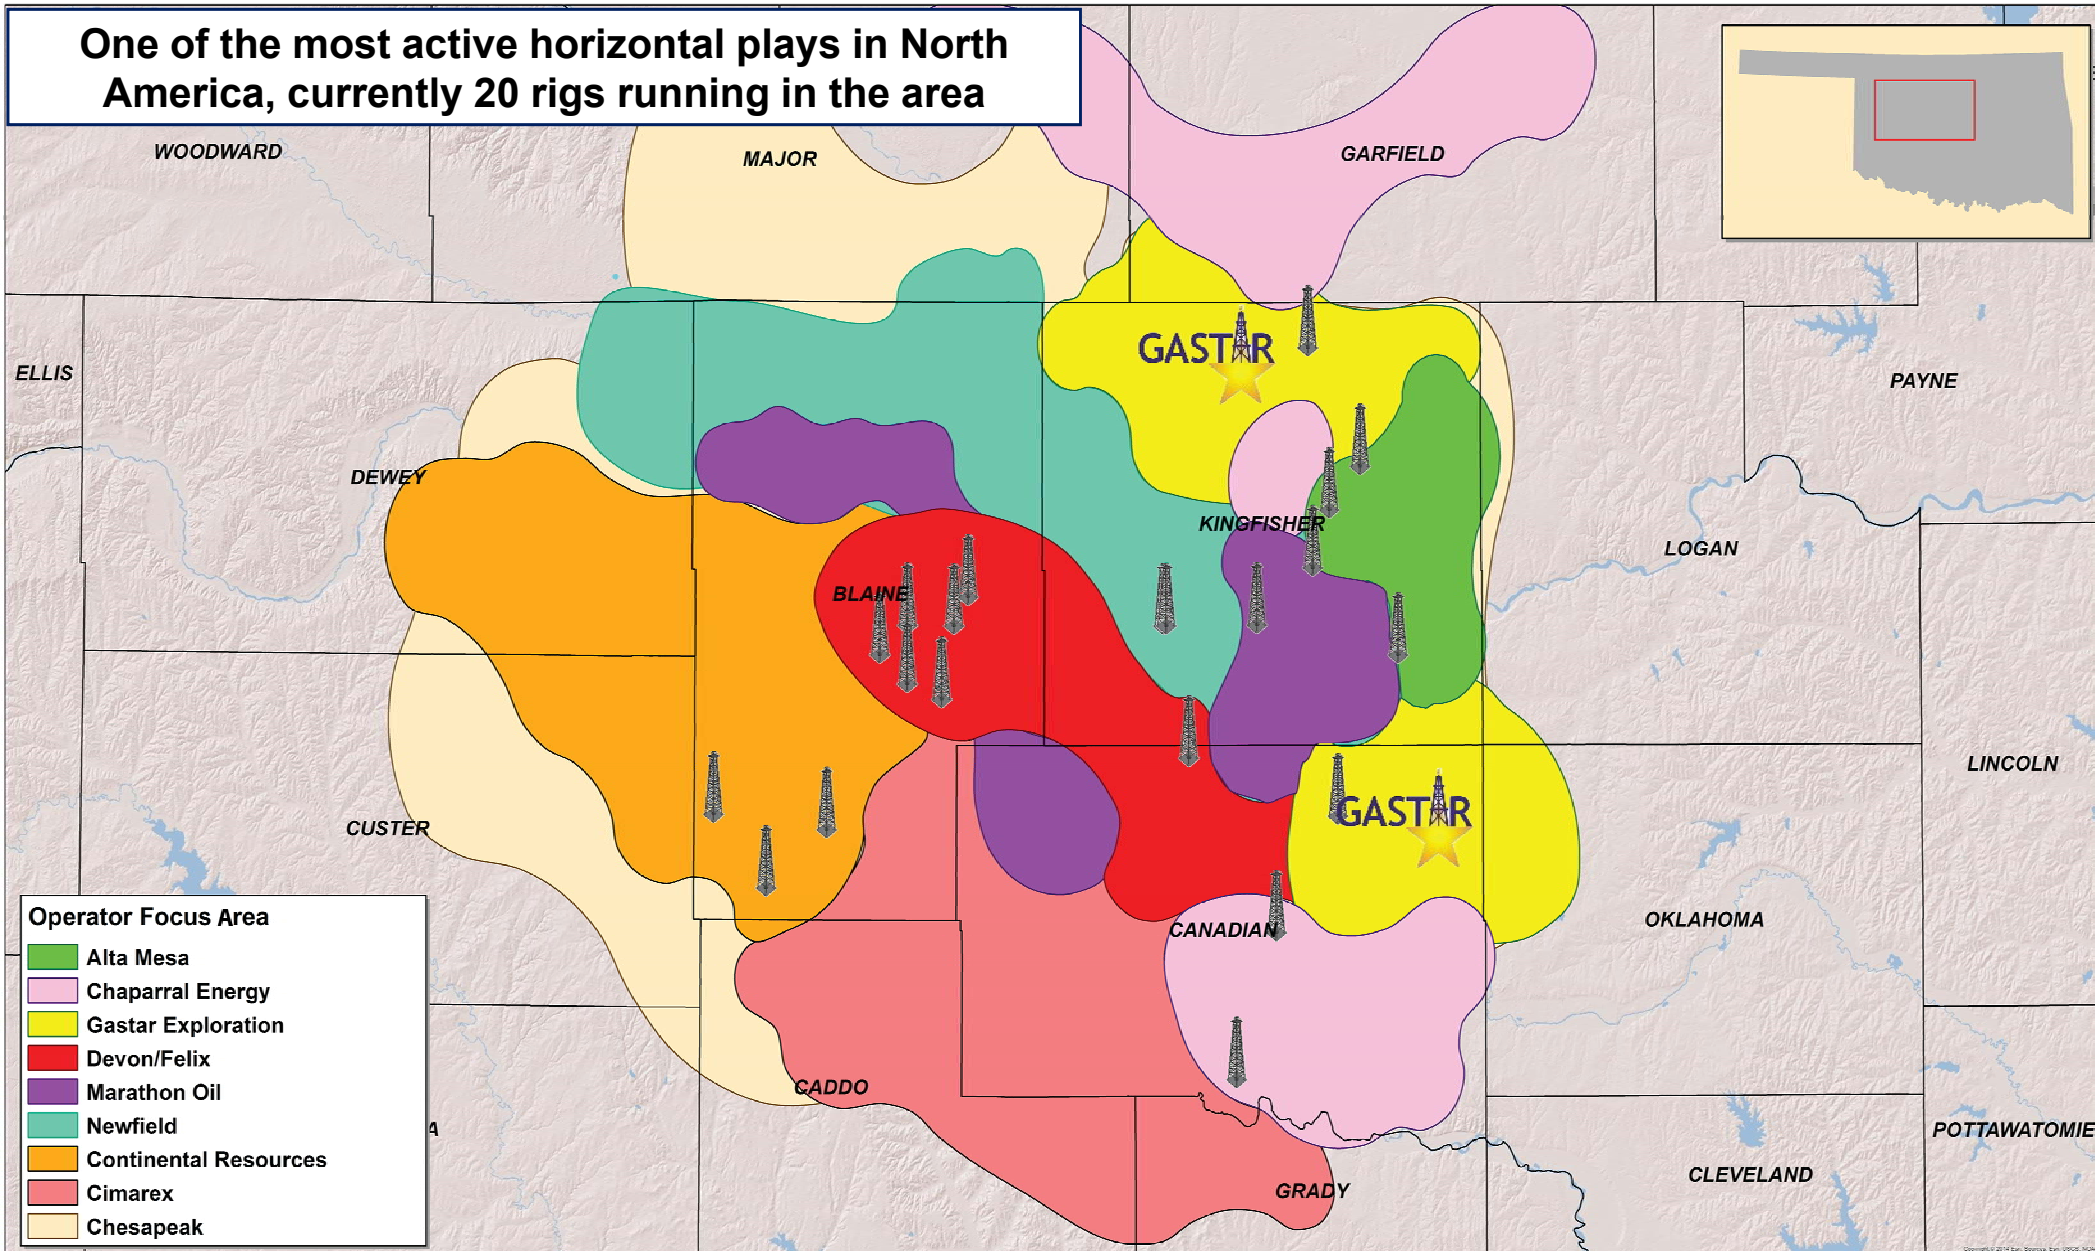 One of the most active horizontal plays in North
America, currently 20 rigs running in the area
WOODWARD
MAJOR
GARFIELD
ELLIS
GASTAR
PAYNE
DEWEY
KINGFISHER
LOGAN
BLAINE
LINCOLN
GASTAR
CUSTER
CANADIAN
OKLAHOMA
CADDO
A
POTTAWATOMIE
CLEVELAND
GRADY
Operator Focus Area
Alta Mesa
Chaparral Energy
Gastar Exploration
Devon/Felix
Marathon Oil
Newfield
Continental Resources
Cimarex
Chesapeak